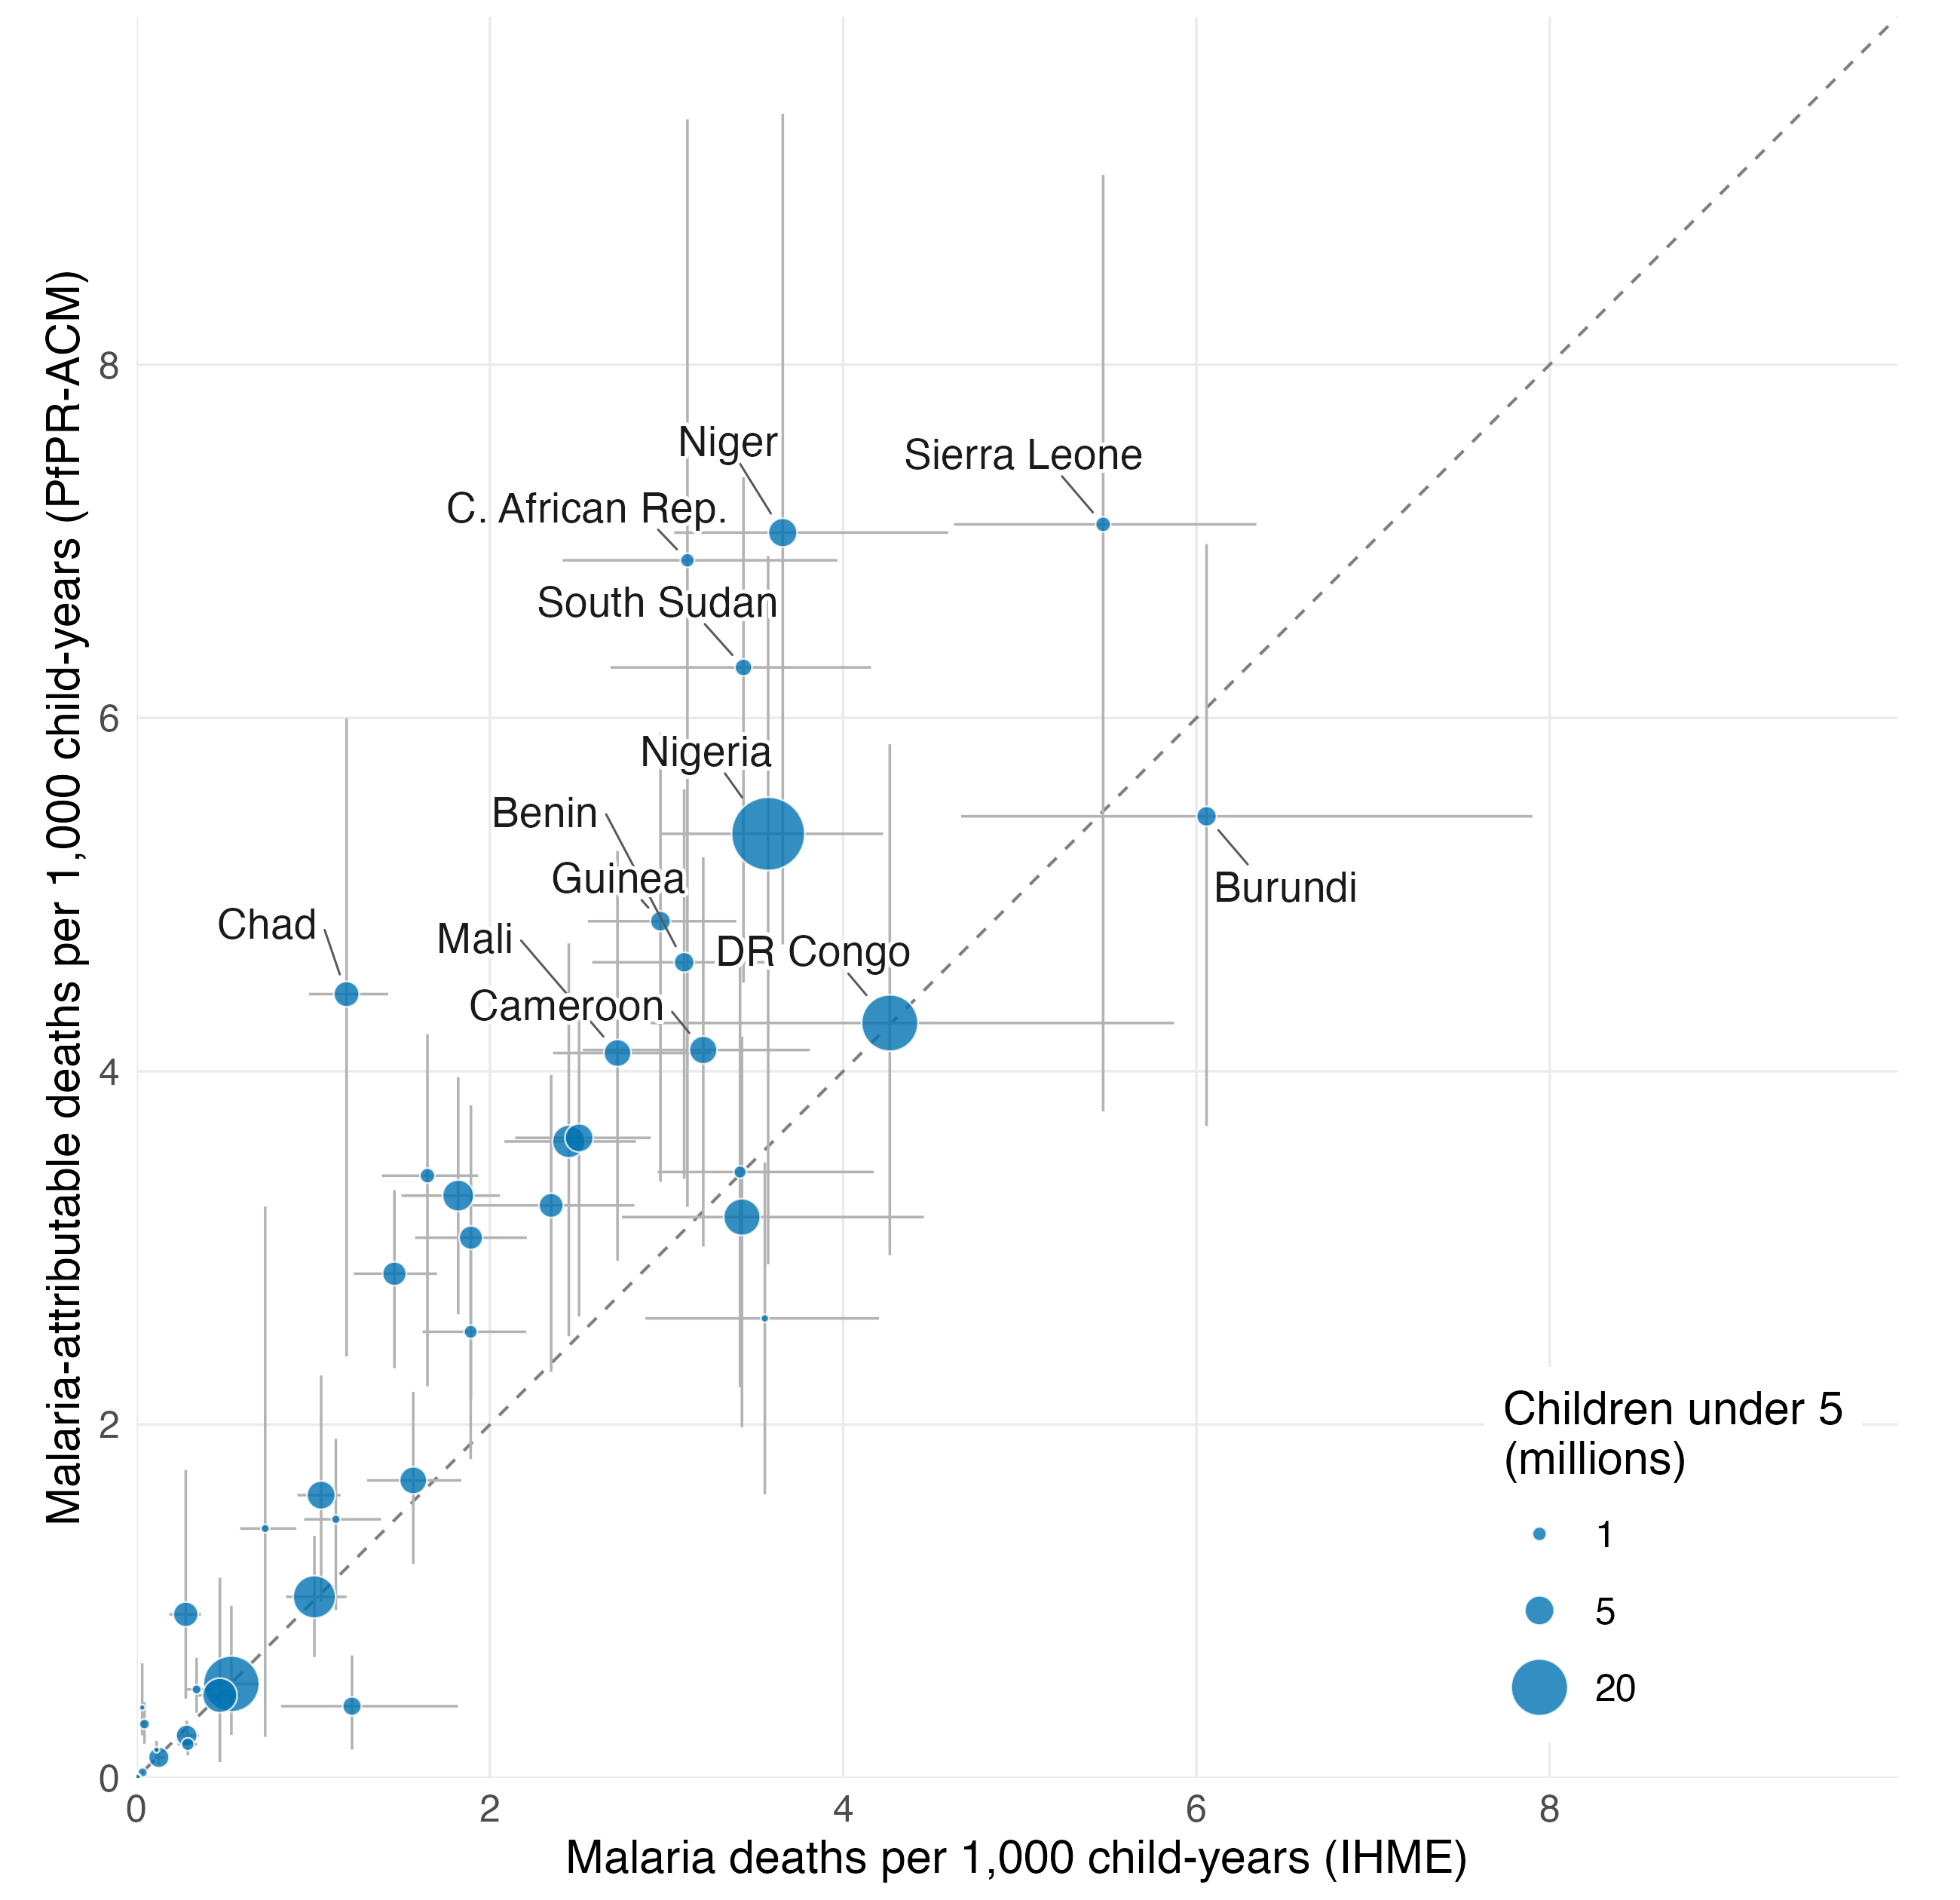 Malaria-attributable deaths per 1,000 child-years (PfPR-ACM)
8
6
4
2
0
Niger
Sierra Leone
C. African Rep.
South Sudan
Nigeria
Benin
Guinea
Burundi
Chad
Mali
DR Congo
Cameroon
Children under 5
(millions)
1
5
20
0
2
4
6
8
Malaria deaths per 1,000 child-years (IHME)